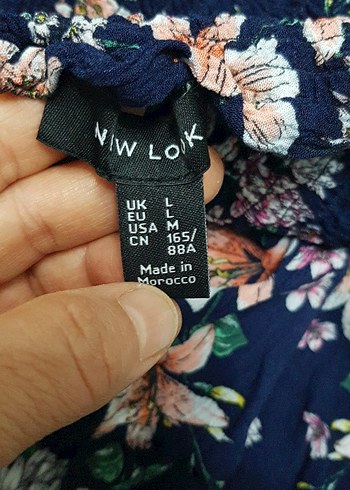 NEW LOOK
UK L
EU L
USA M
CN 165/
88A
Made in
Morocco